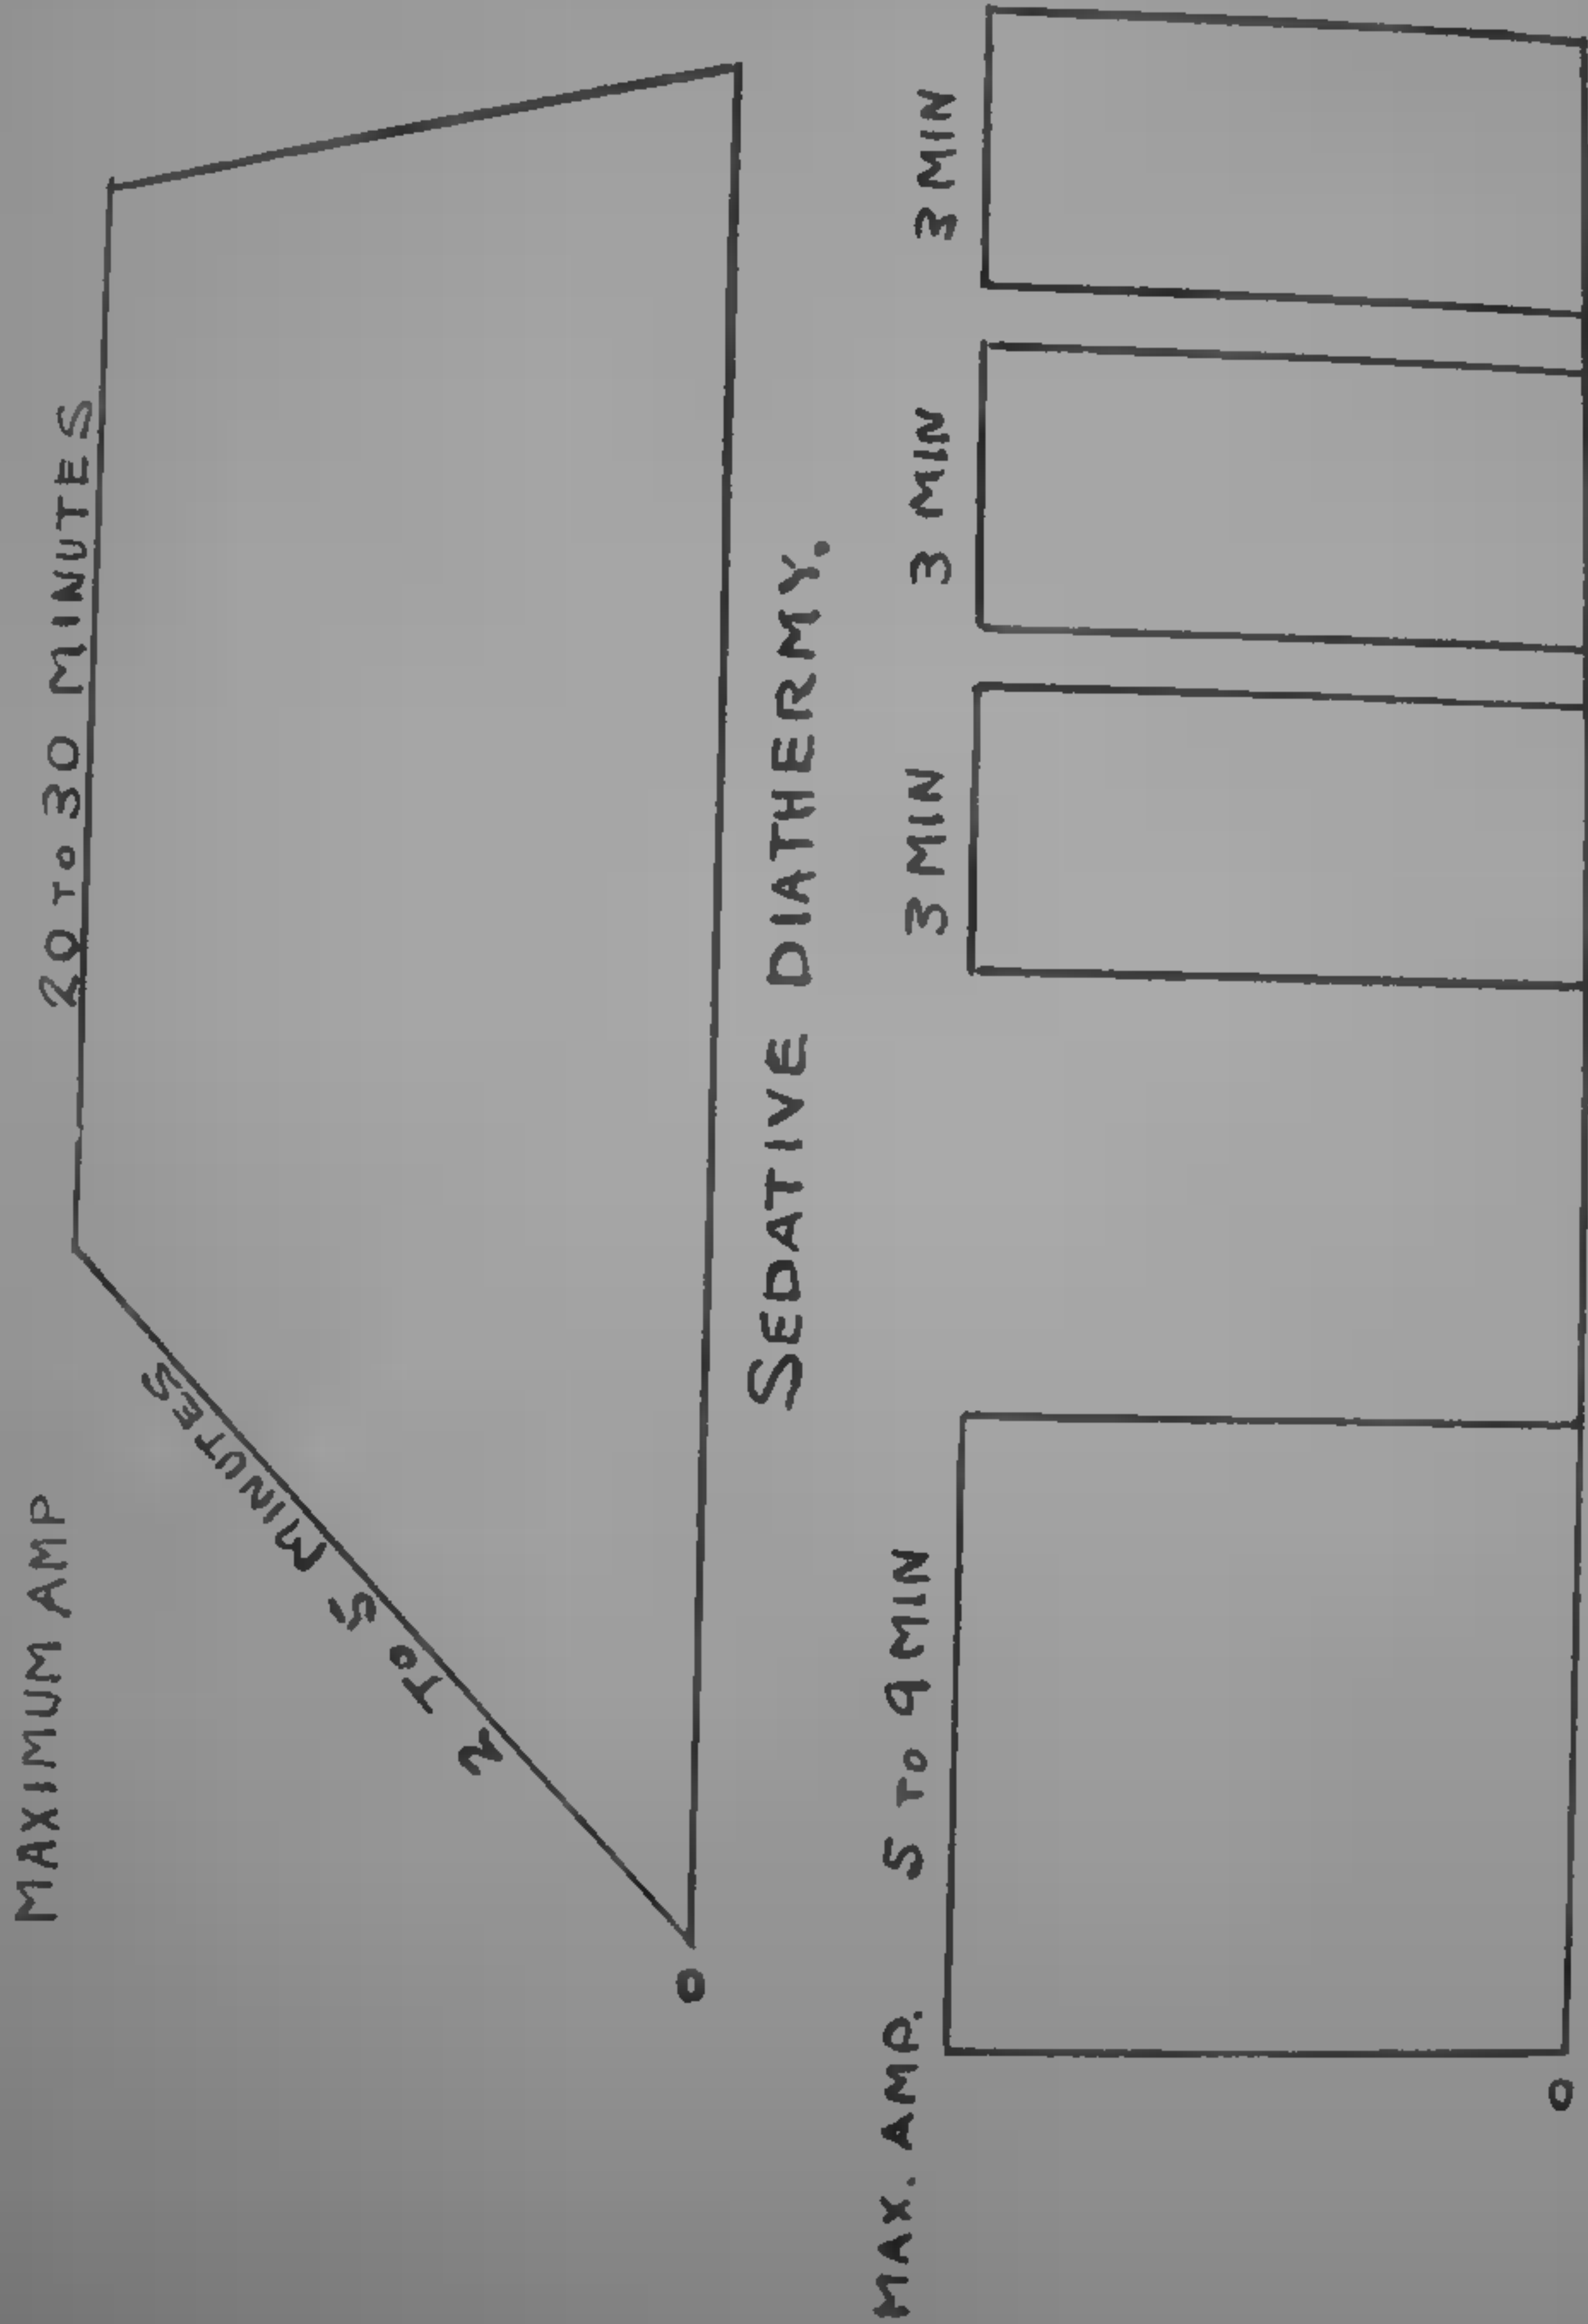 MAXIMUM AMP
20 To 30 MINUTES
2 To 5 MINUTES
0
SEDATIVE DIATHERMY.
MAX. AMP. 5 TO 9 MIN 3 MIN 3 MIN 3 MIN
0